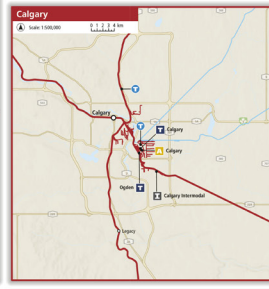 Calgary
Scale: 1:500,000
0 1 2 3 4 km
T
Calgary
T
T Calgary
A Calgary
Ogden T
Calgary Intermodal
Legacy